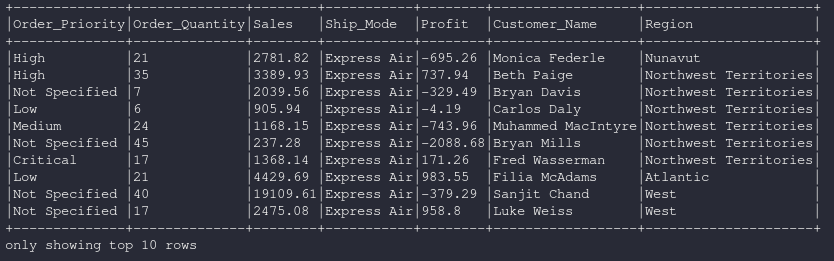 +--------------+--------------+--------+-----------+--------+------------------+---------------------+
|Order_Priority|Order_Quantity|Sales   |Ship_Mode  |Profit  |Customer_Name     |Region               |
+--------------+--------------+--------+-----------+--------+------------------+---------------------+
|High          |21            |2781.82 |Express Air|-695.26 |Monica Federle    |Nunavut              |
|High          |35            |3389.93 |Express Air|737.94  |Beth Paige        |Northwest Territories|
|Not Specified |7             |2039.56 |Express Air|-329.49 |Bryan Davis       |Northwest Territories|
|Low           |6             |905.94  |Express Air|-4.19   |Carlos Daly       |Northwest Territories|
|Medium        |24            |1168.15 |Express Air|-743.96 |Muhammed MacIntyre|Northwest Territories|
|Not Specified |45            |237.28  |Express Air|-2088.68|Bryan Mills       |Northwest Territories|
|Critical      |17            |1368.14 |Express Air|171.26  |Fred Wasserman    |Northwest Territories|
|Low           |21            |4429.69 |Express Air|983.55  |Filia McAdams     |Atlantic             |
|Not Specified |40            |19109.61|Express Air|-379.29 |Sanjit Chand      |West                 |
|Not Specified |17            |2475.08 |Express Air|958.8   |Luke Weiss        |West                 |
+--------------+--------------+--------+-----------+--------+------------------+---------------------+
only showing top 10 rows